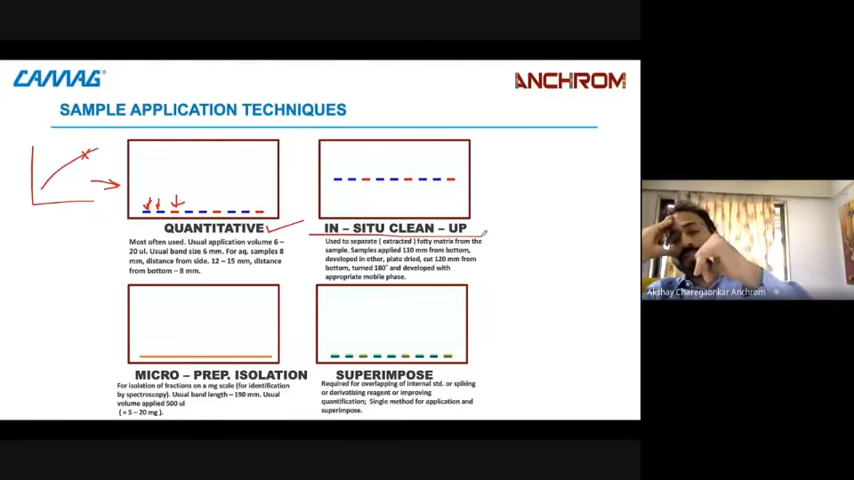 CAMAG®
ANCHROM
SAMPLE APPLICATION TECHNIQUES
QUANTITATIVE
Most often used. Usual application volume 6 –
20 ul. Usual band size 6 mm. For aq. samples 8
mm, distance from side. 12 – 15 mm, distance
from bottom – 8 mm.
IN – SITU CLEAN – UP
Used to separate ( extracted ) fatty matrix from the
sample. Samples applied 110 mm from bottom,
developed in ether, plate dried, cut 120 mm from
bottom, turned 180° and developed with
appropriate mobile phase.
MICRO – PREP. ISOLATION
For isolation of fractions on a mg scale (for identification
by spectroscopy). Usual band length – 190 mm. Usual
volume applied 500 ul
( = 5 – 20 mg ).
SUPERIMPOSE
Required for overlapping of internal std. or spiking
or derivatizing reagent or improving
quantification; Single method for application and
superimpose.
Akshay Charegaonkar Anchrom